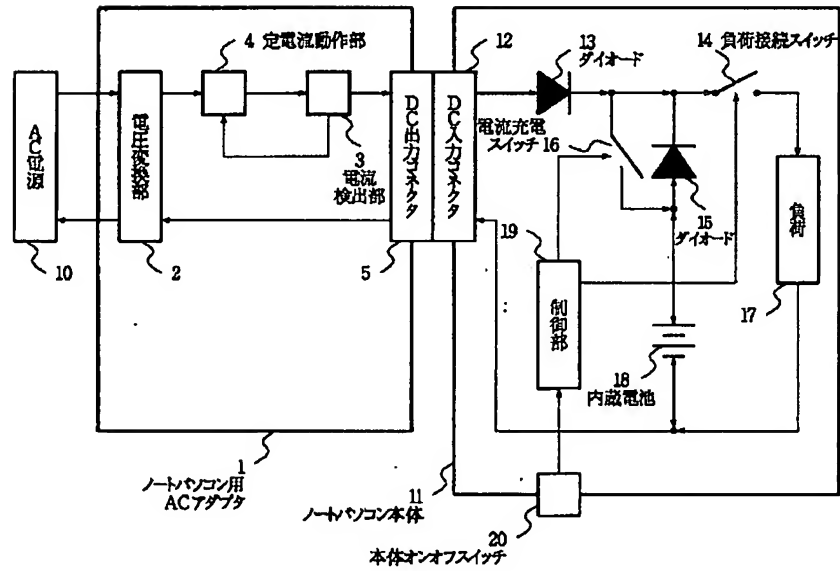 4 定電流動作部
12
13
ダイオード
14 負荷接続スイッチ
AC電源
電圧変換部
3
電流
検出部
DC出力コネクタ
DC入力コネクタ
電流充電
スイッチ 16
15
ダイオード
負荷
10
2
5
19
制御部
17
18
内蔵電池
1
ノートパソコン用
ACアダプタ
11
ノートパソコン本体
20
本体オンオフスイッチ